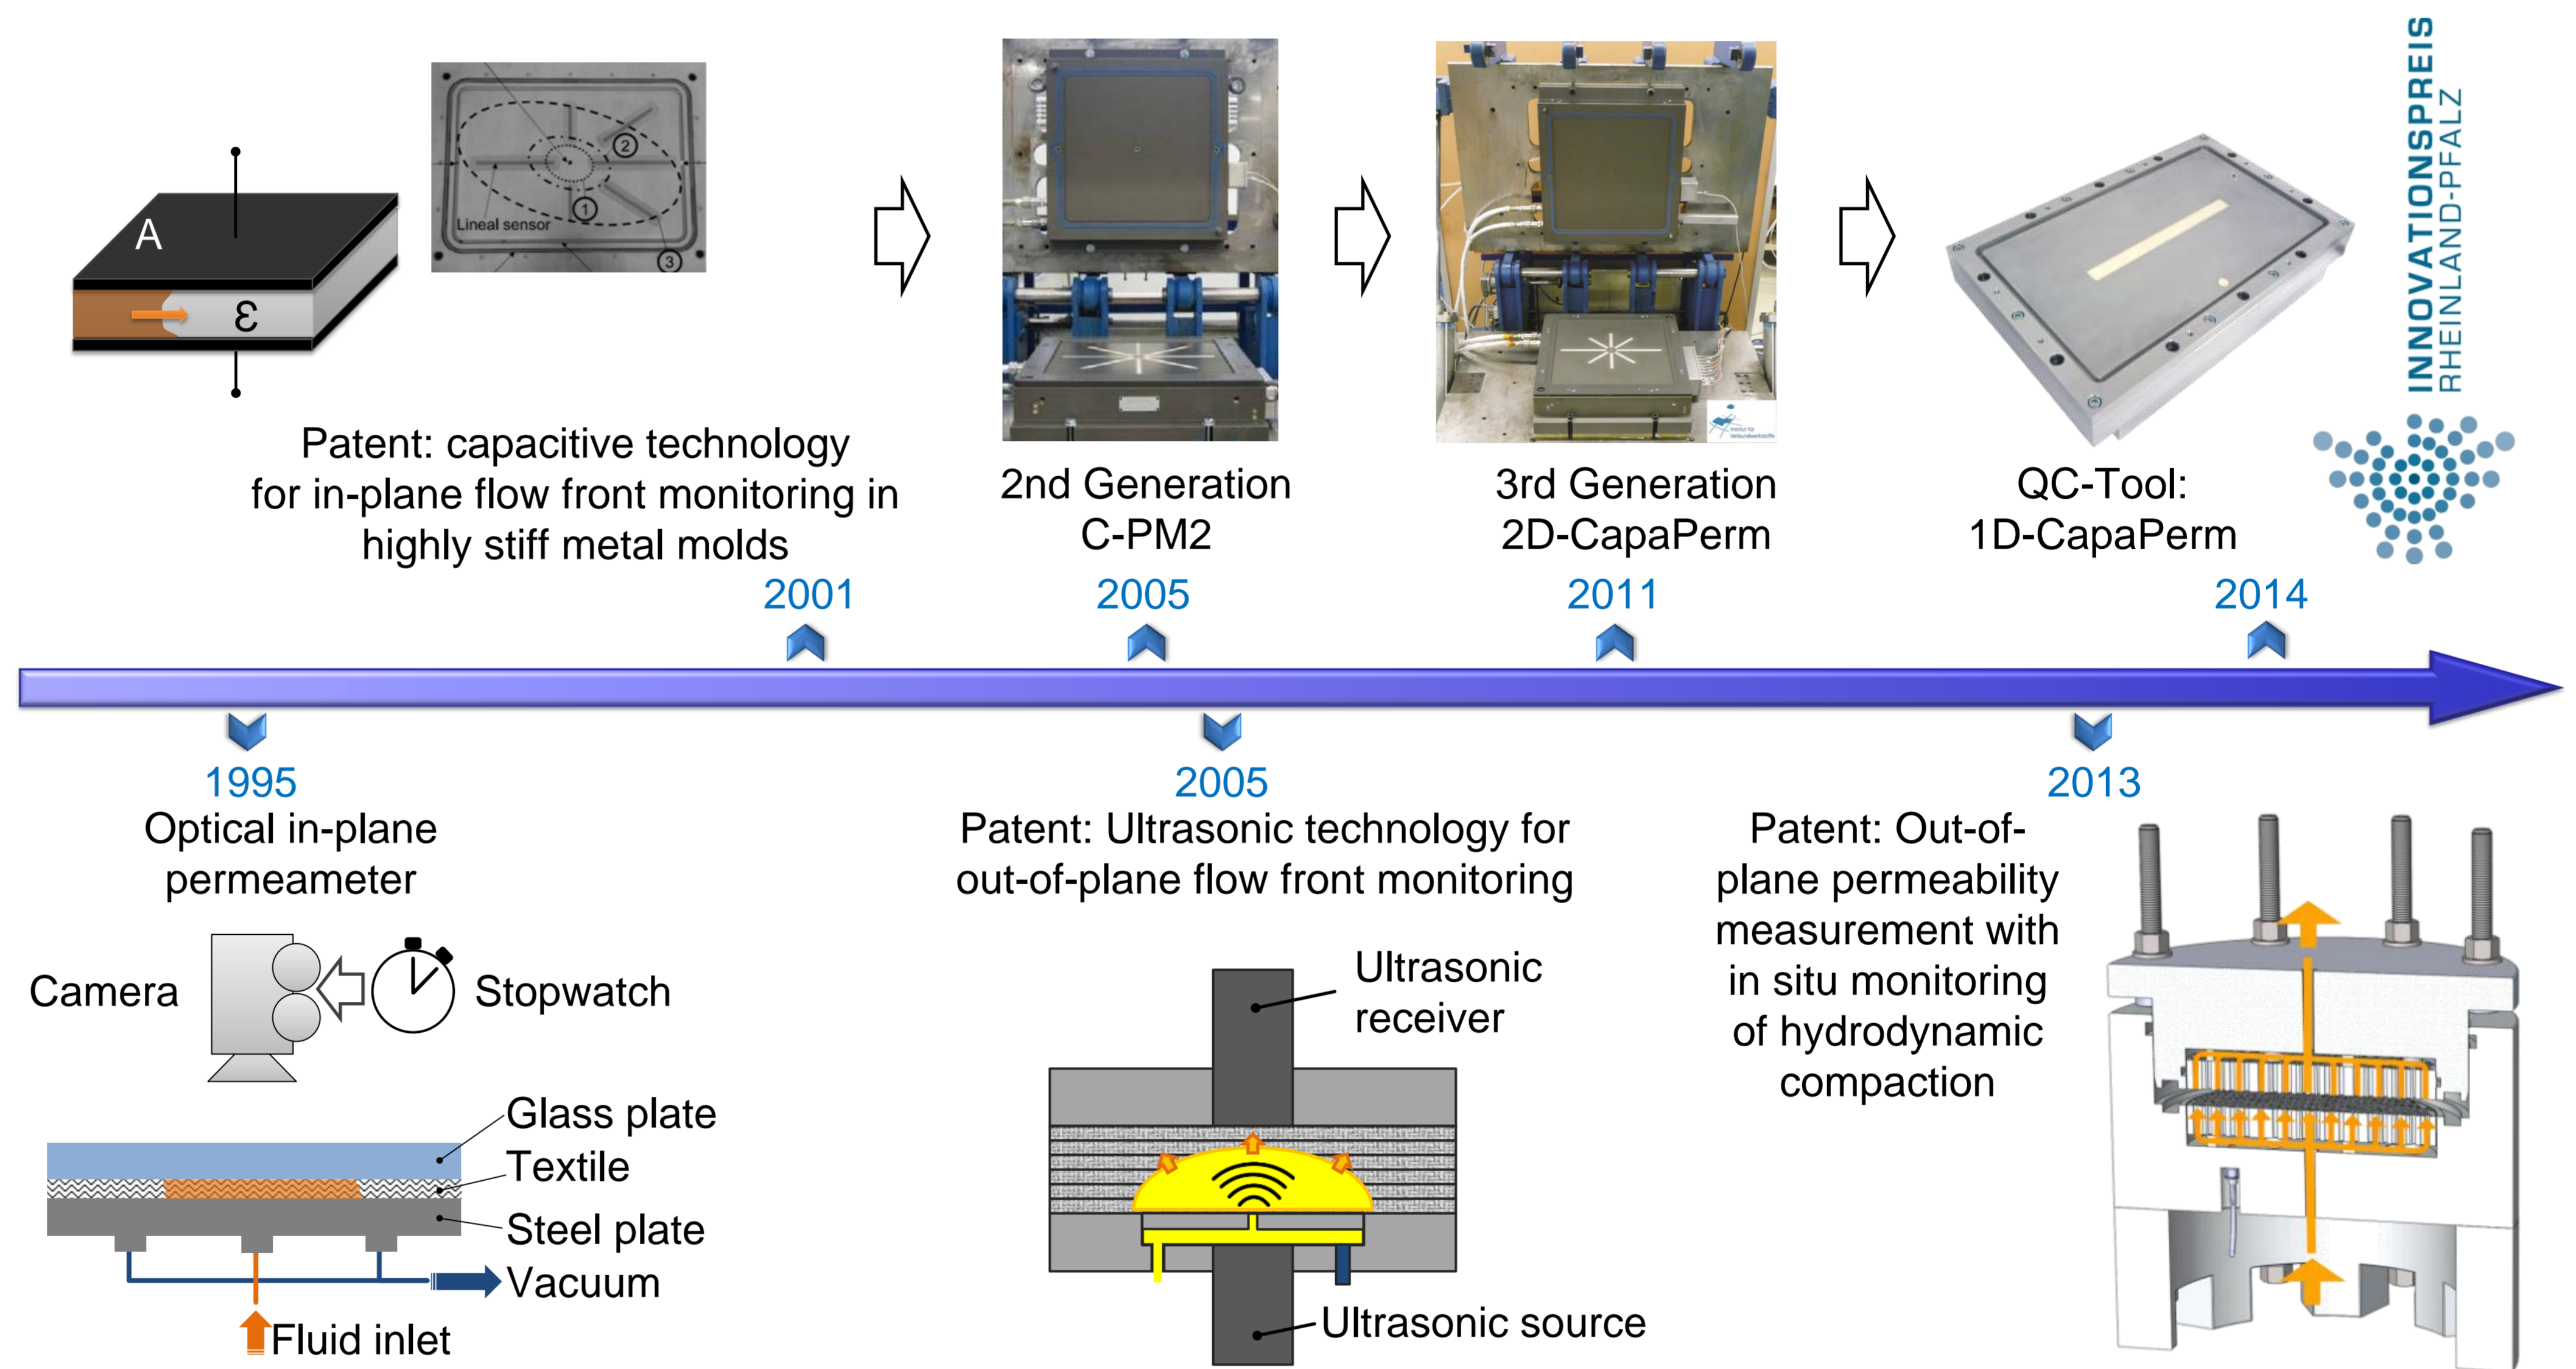 A
ε
Lineal sensor
1
2
3
INNOVATIONSPREIS
RHEINLAND-PFALZ
Patent: capacitive technology
for in-plane flow front monitoring in
highly stiff metal molds
2001
2nd Generation
C-PM2
2005
Institut für
Verbundwerkstoffe
3rd Generation
2D-CapaPerm
2011
QC-Tool:
1D-CapaPerm
2014
1995
Optical in-plane
permeameter
Camera
Stopwatch
Glass plate
Textile
Steel plate
Vacuum
Fluid inlet
2005
Patent: Ultrasonic technology for
out-of-plane flow front monitoring
Ultrasonic
receiver
Ultrasonic source
2013
Patent: Out-of-
plane permeability
measurement with
in situ monitoring
of hydrodynamic
compaction